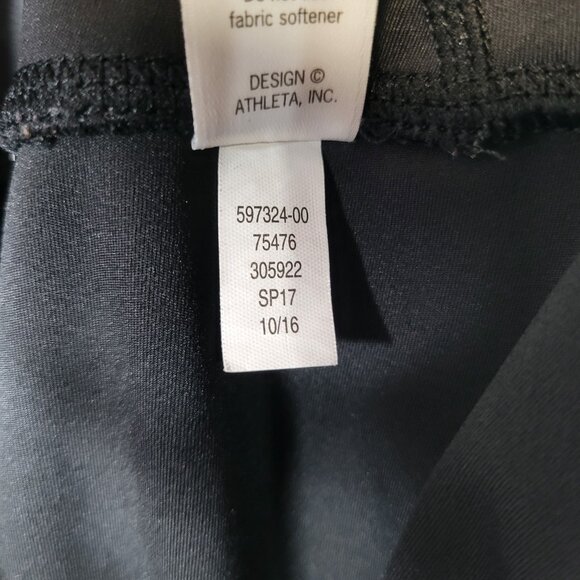 fabric softener
DESIGN ©
ATHLETA, INC.
597324-00
75476
305922
SP17
10/16